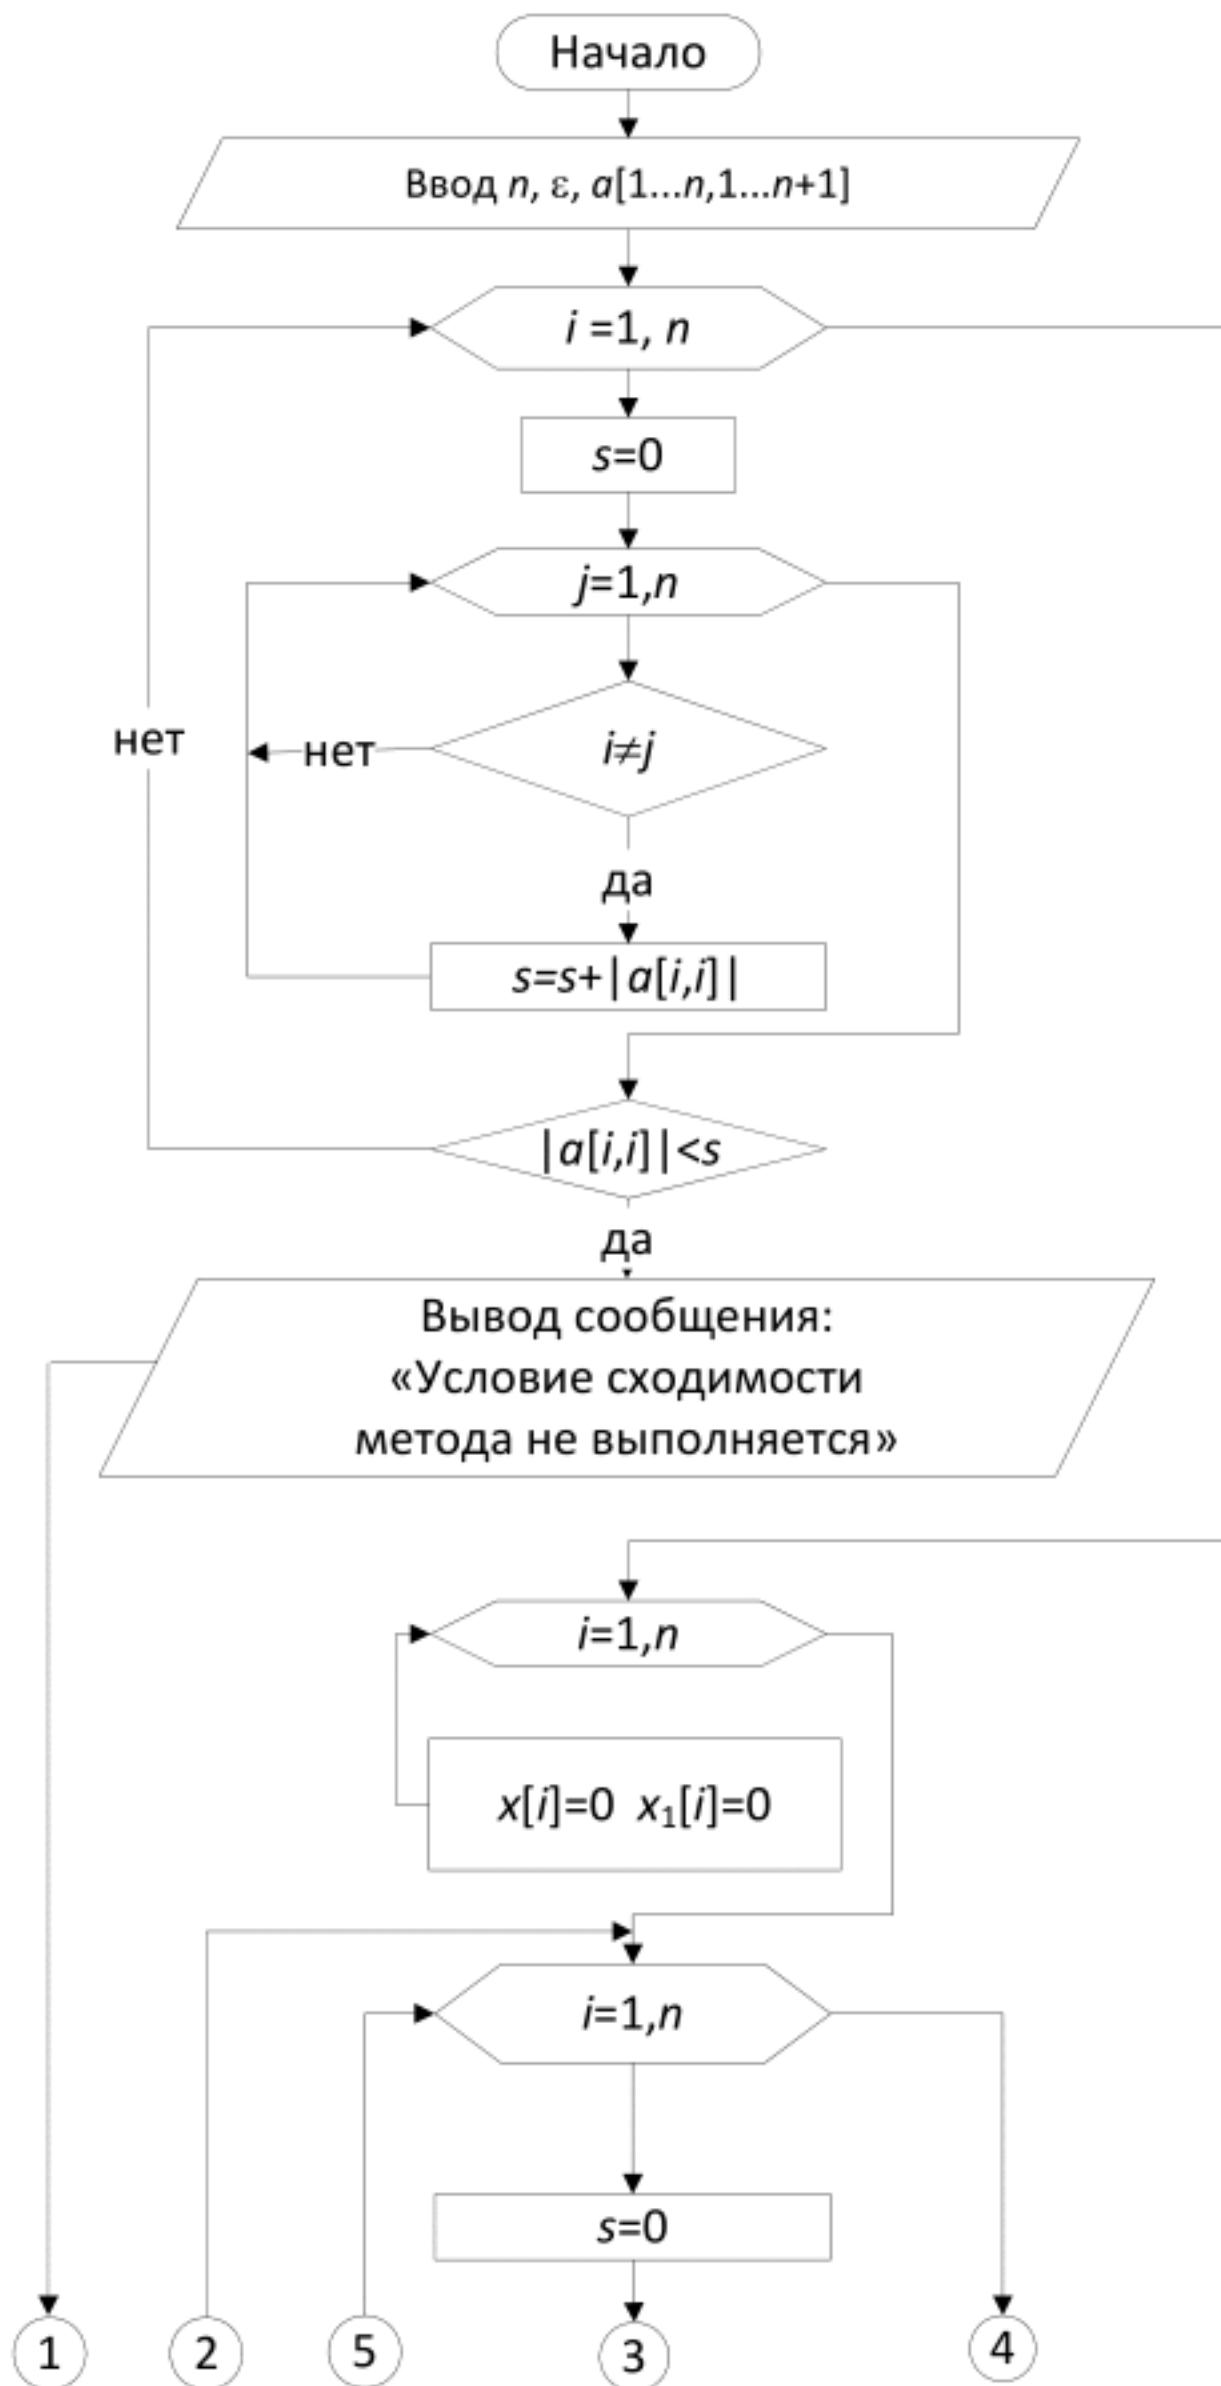 Начало
Ввод n, ε, a[1...n,1...n+1]
i =1, n
s=0
j=1,n
i≠j
нет
нет
да
s=s+|a[i,i]|
|a[i,i]|<s
да
Вывод сообщения:
«Условие сходимости
метода не выполняется»
i=1,n
x[i]=0 x₁[i]=0
i=1,n
s=0
1
2
5
3
4